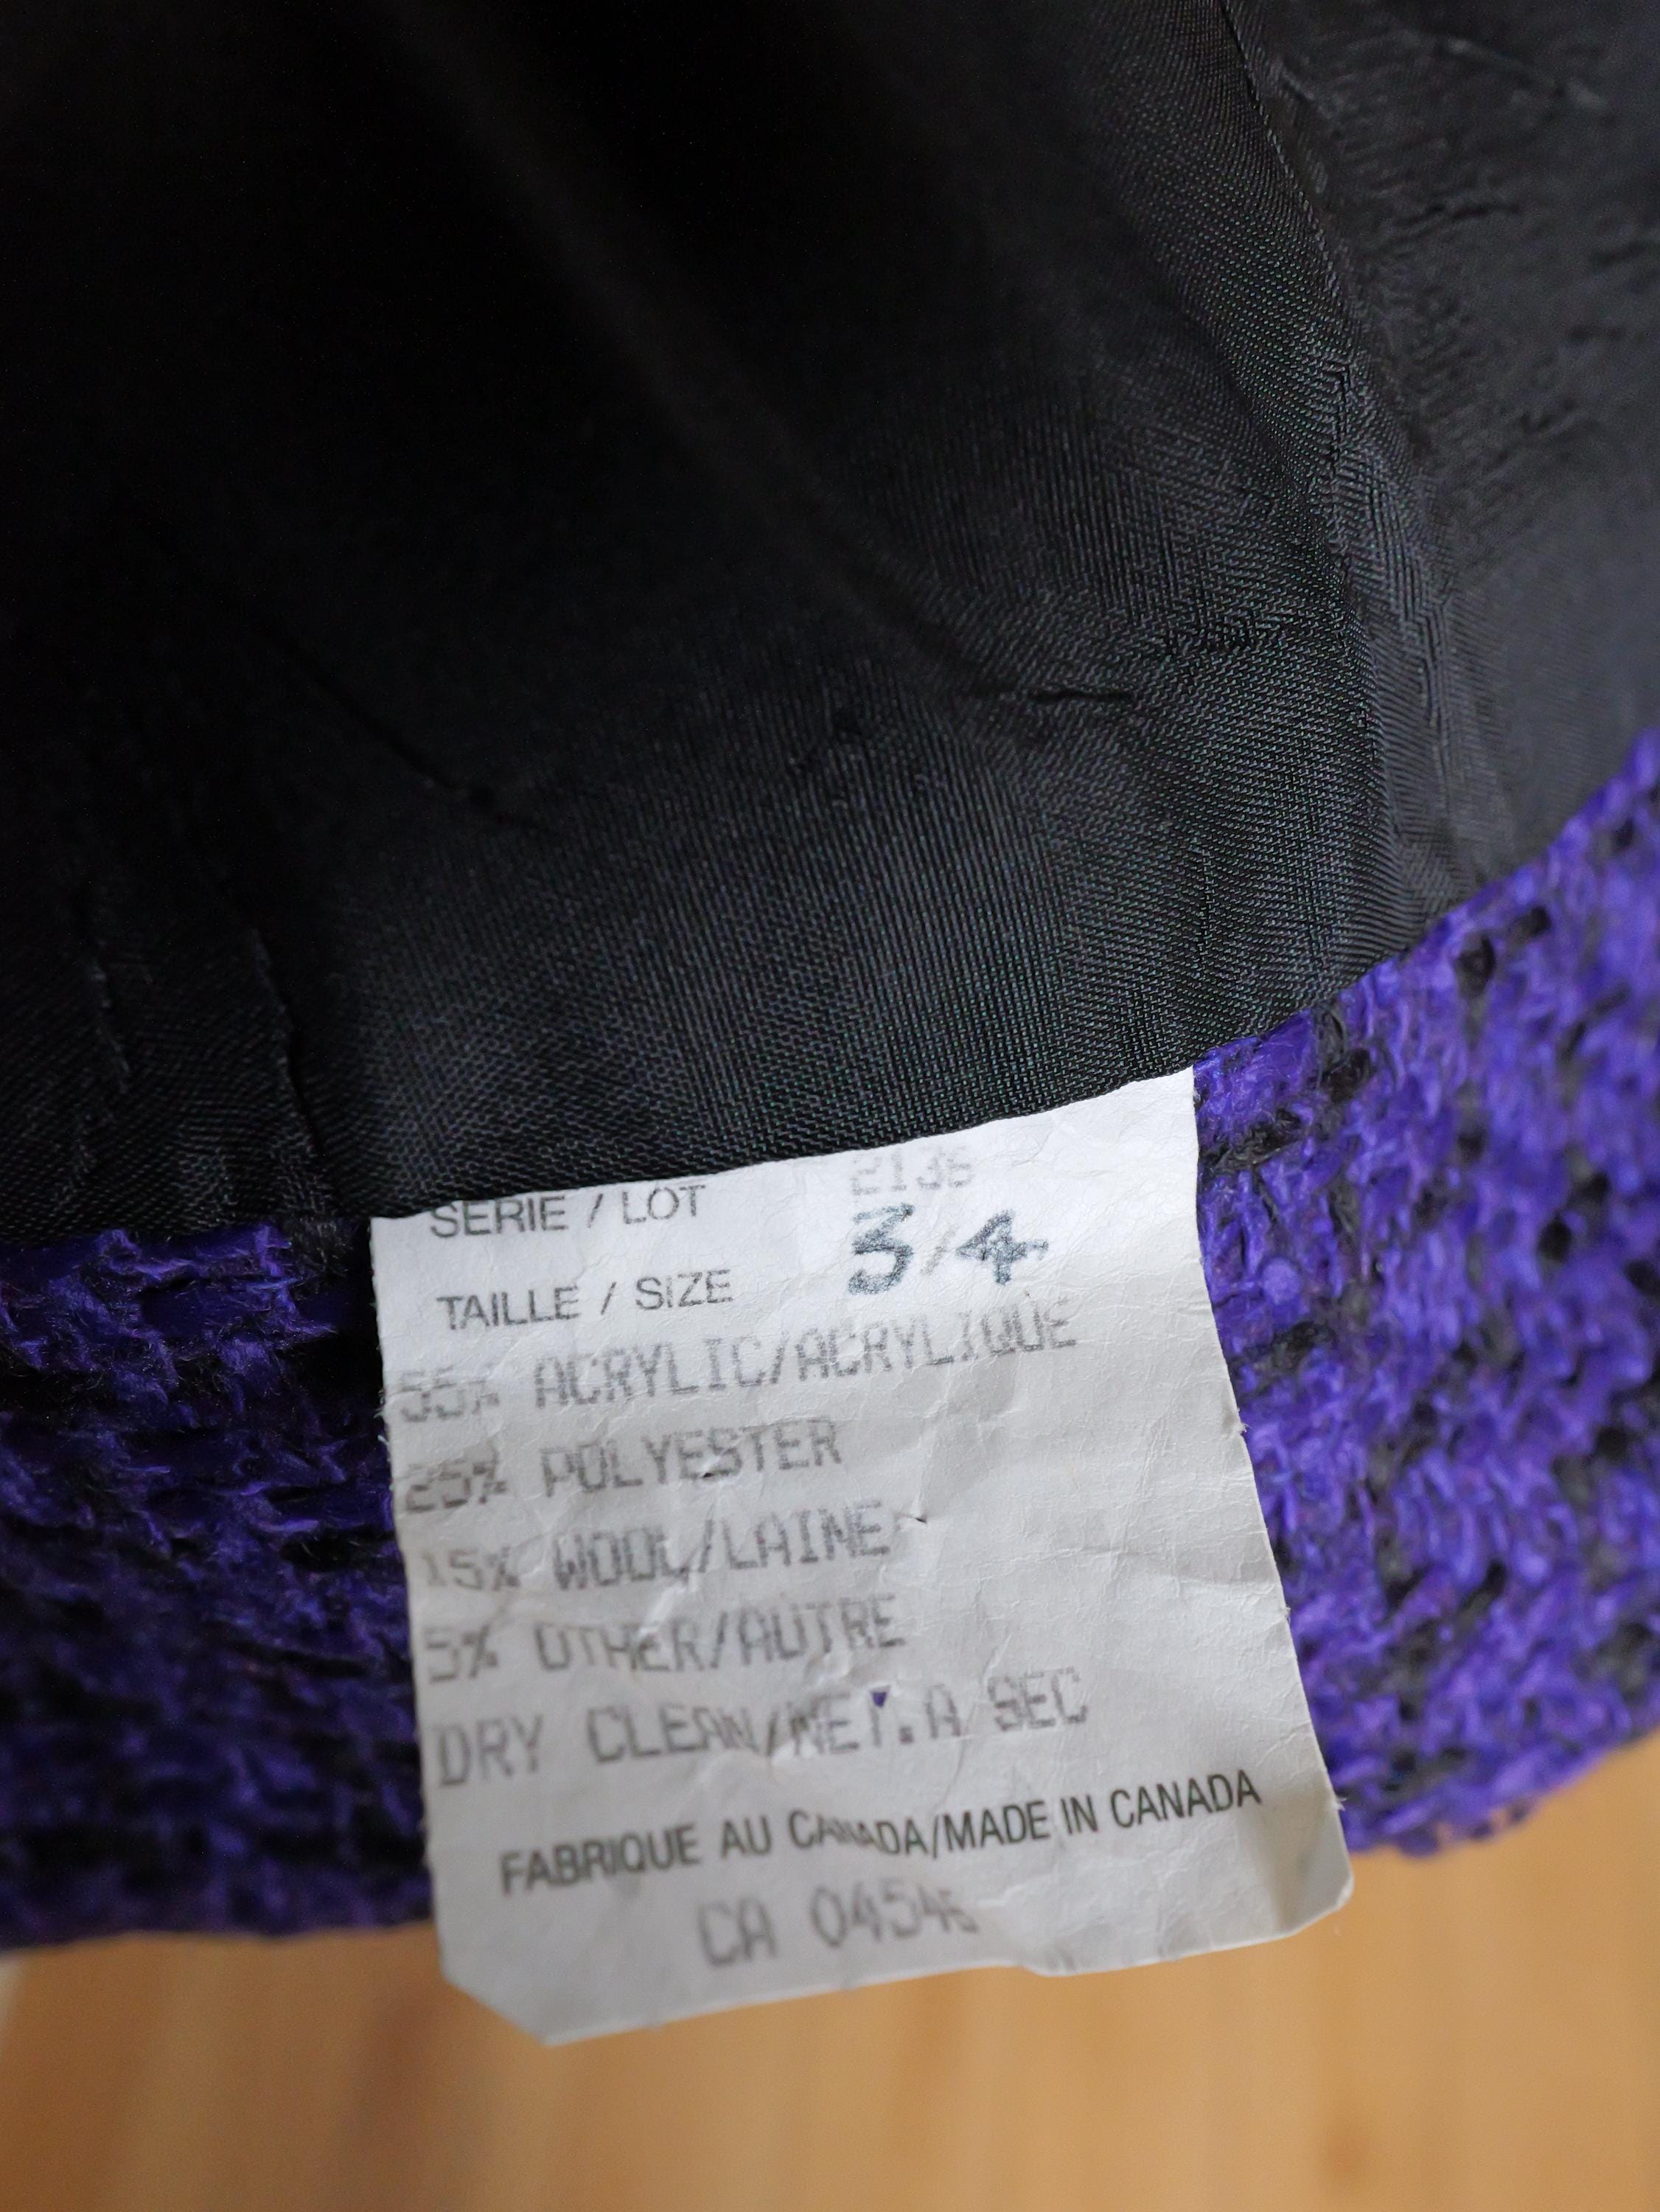 SERIE / LOT 2135
TAILLE / SIZE 3/4
55% ACRYLIC/ACRYLIQUE
25% POLYESTER
15% WOOL/LAINE
5% OTHER/AUTRE
DRY CLEAN/NET.A SEC
FABRIQUE AU CANADA/MADE IN CANADA
CA